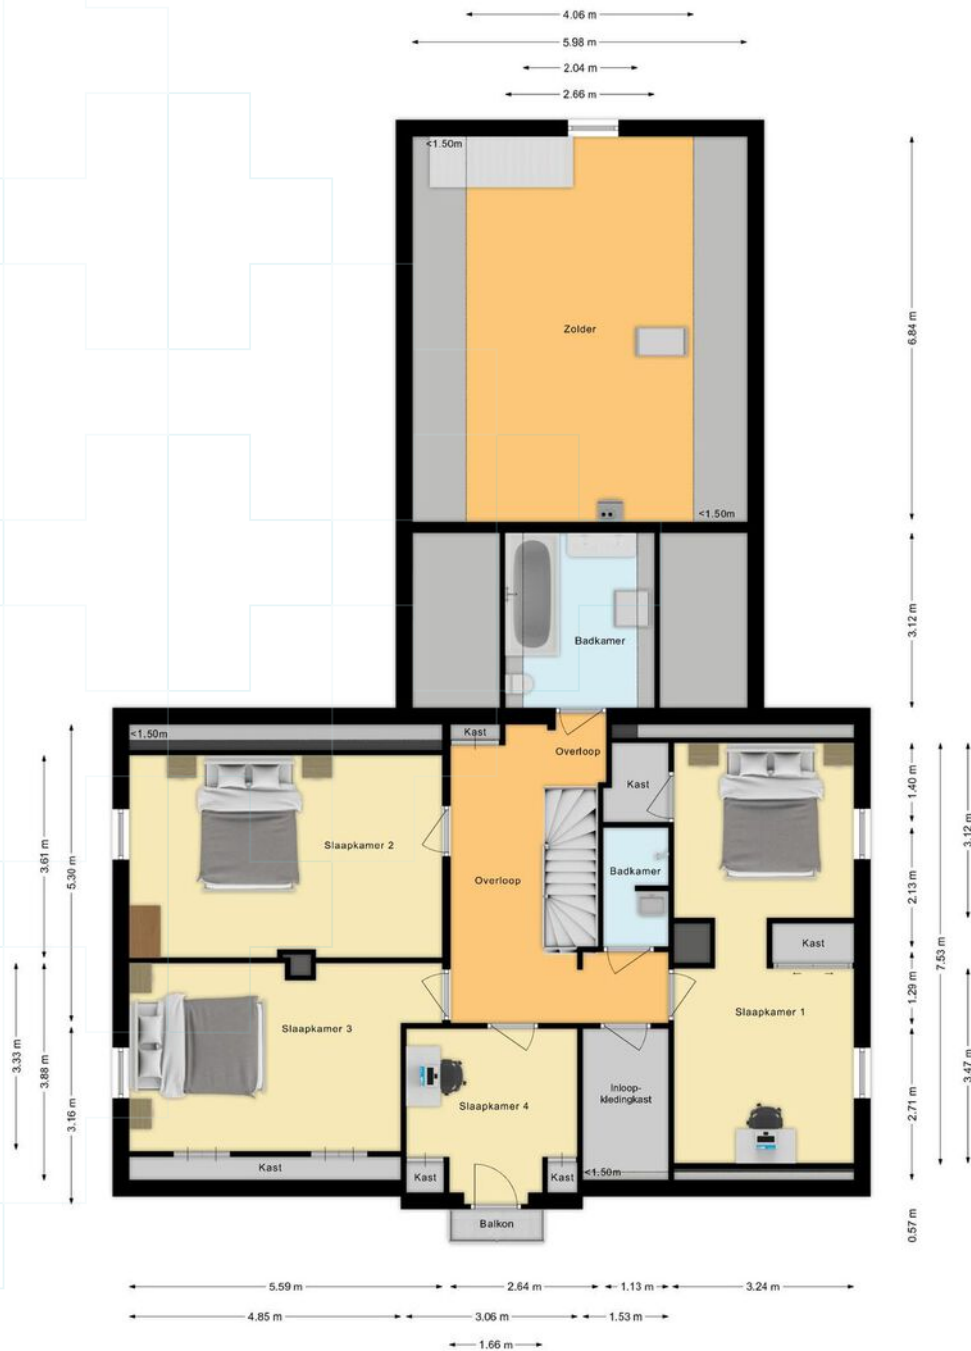 4.06 m
5.98 m
2.04 m
2.66 m
<1.50m
Zolder
6.84 m
<1.50m
Badkamer
3.12 m
<1.50m
Kast
Overloop
Kast
1.40 m
3.12 m
Slaapkamer 2
3.61 m
5.30 m
Overloop
Badkamer
2.13 m
Kast
7.53 m
1.29 m
Slaapkamer 3
Slaapkamer 1
3.33 m
3.88 m
3.16 m
Slaapkamer 4
Inloop-
kledingkast
2.71 m
3.47 m
Kast
Kast
Kast
<1.50m
Balkon
0.57 m
5.59 m
2.64 m
1.13 m
3.24 m
4.85 m
3.06 m
1.53 m
1.66 m